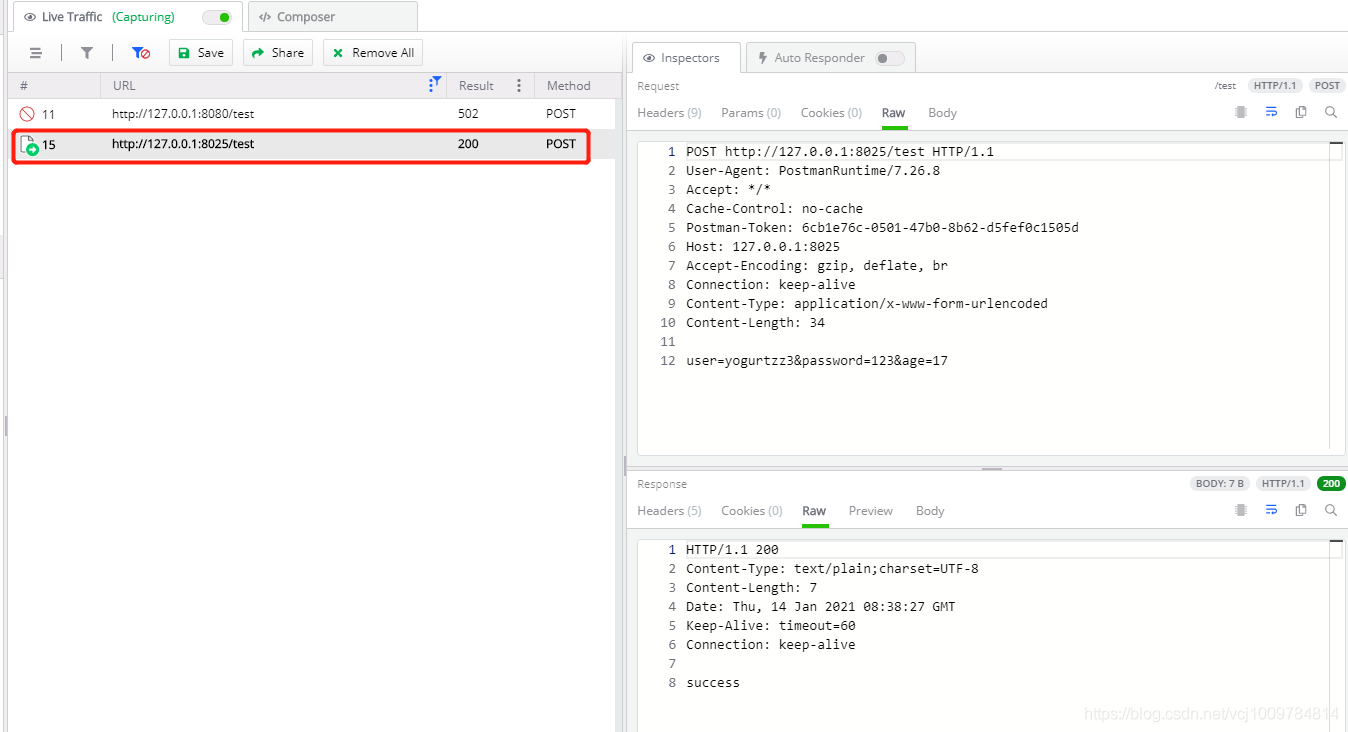 Live Traffic (Capturing)
</> Composer
Save
Share
Remove All
# URL Result Method
11 http://127.0.0.1:8080/test 502 POST
15 http://127.0.0.1:8025/test 200 POST
Inspectors
Auto Responder
Request /test HTTP/1.1 POST
Headers (9) Params (0) Cookies (0) Raw Body
1 POST http://127.0.0.1:8025/test HTTP/1.1
2 User-Agent: PostmanRuntime/7.26.8
3 Accept: */*
4 Cache-Control: no-cache
5 Postman-Token: 6cb1e76c-0501-47b0-8b62-d5fef0c1505d
6 Host: 127.0.0.1:8025
7 Accept-Encoding: gzip, deflate, br
8 Connection: keep-alive
9 Content-Type: application/x-www-form-urlencoded
10 Content-Length: 34
11
12 user=yogurtzz3&password=123&age=17
Response BODY: 7 B HTTP/1.1 200
Headers (5) Cookies (0) Raw Preview Body
1 HTTP/1.1 200
2 Content-Type: text/plain;charset=UTF-8
3 Content-Length: 7
4 Date: Thu, 14 Jan 2021 08:38:27 GMT
5 Keep-Alive: timeout=60
6 Connection: keep-alive
7
8 success
https://blog.csdn.net/vcj1009784814